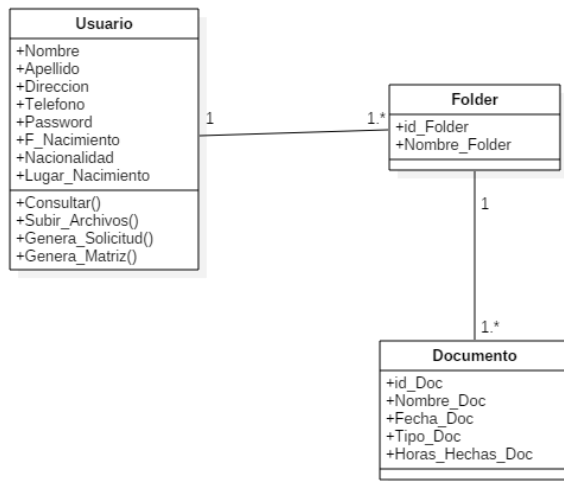 Usuario
+Nombre
+Apellido
+Direccion
+Telefono
+Password
+F_Nacimiento
+Nacionalidad
+Lugar_Nacimiento
+Consultar()
+Subir_Archivos()
+Genera_Solicitud()
+Genera_Matriz()
1
1.*
Folder
+id_Folder
+Nombre_Folder
1
1.*
Documento
+id_Doc
+Nombre_Doc
+Fecha_Doc
+Tipo_Doc
+Horas_Hechas_Doc